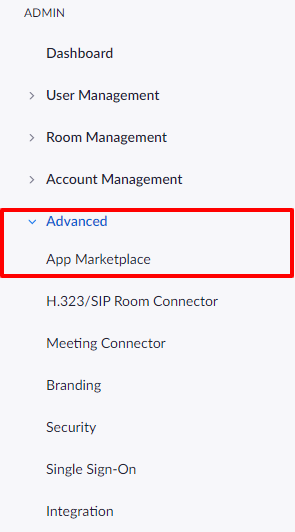 ADMIN
Dashboard
User Management
Room Management
Account Management
Advanced
App Marketplace
H.323/SIP Room Connector
Meeting Connector
Branding
Security
Single Sign-On
Integration